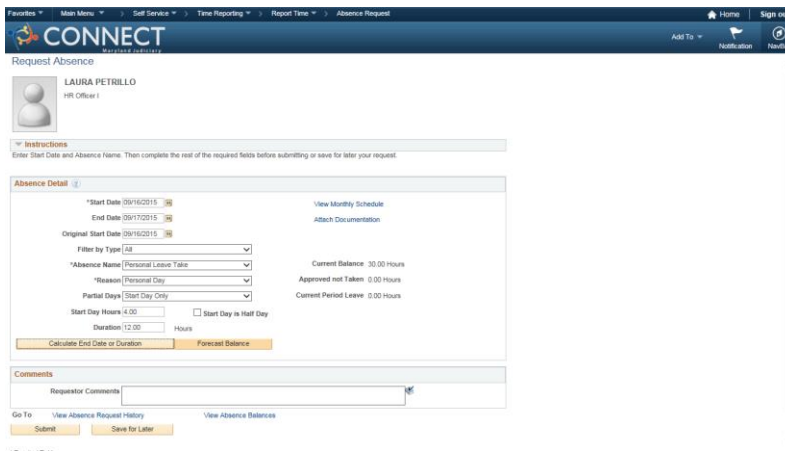 Favorites Main Menu > Self Service > Time Reporting > Report Time > Absence Request Home Sign ou
CONNECT
Maryland Judiciary
Add To Notification NavB
Request Absence
LAURA PETRILLO
HR Officer I
Instructions
Enter Start Date and Absence Name. Then complete the rest of the required fields before submitting or save for later your request.
Absence Detail
*Start Date 09/16/2015 View Monthly Schedule
End Date 09/17/2015 Attach Documentation
Original Start Date 09/16/2015
Filter by Type All
*Absence Name Personal Leave Take Current Balance 30.00 Hours
*Reason Personal Day Approved not Taken 0.00 Hours
Partial Days Start Day Only Current Period Leave 0.00 Hours
Start Day Hours 4.00 Start Day is Half Day
Duration 12.00 Hours
Calculate End Date or Duration Forecast Balance
Comments
Requestor Comments
Go To View Absence Request History View Absence Balances
Submit Save for Later